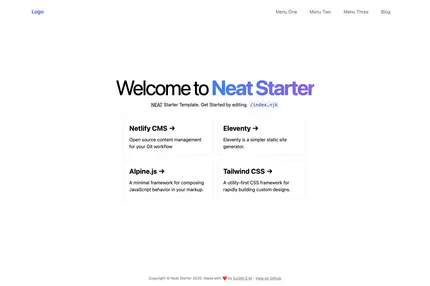 Logo
Menu One Menu Two Menu Three Blog
Welcome to Neat Starter
NEAT Starter Template. Get Started by editing. /index.njk
Netlify CMS →
Open source content management
for your Git workflow
Eleventy →
Eleventy is a simpler static site
generator.
Alpine.js →
A minimal framework for composing
JavaScript behavior in your markup.
Tailwind CSS →
A utility-first CSS framework for
rapidly building custom designs.
Copyright © Neat Starter 2020. Made with ❤️ by Surjith S M - View on Github